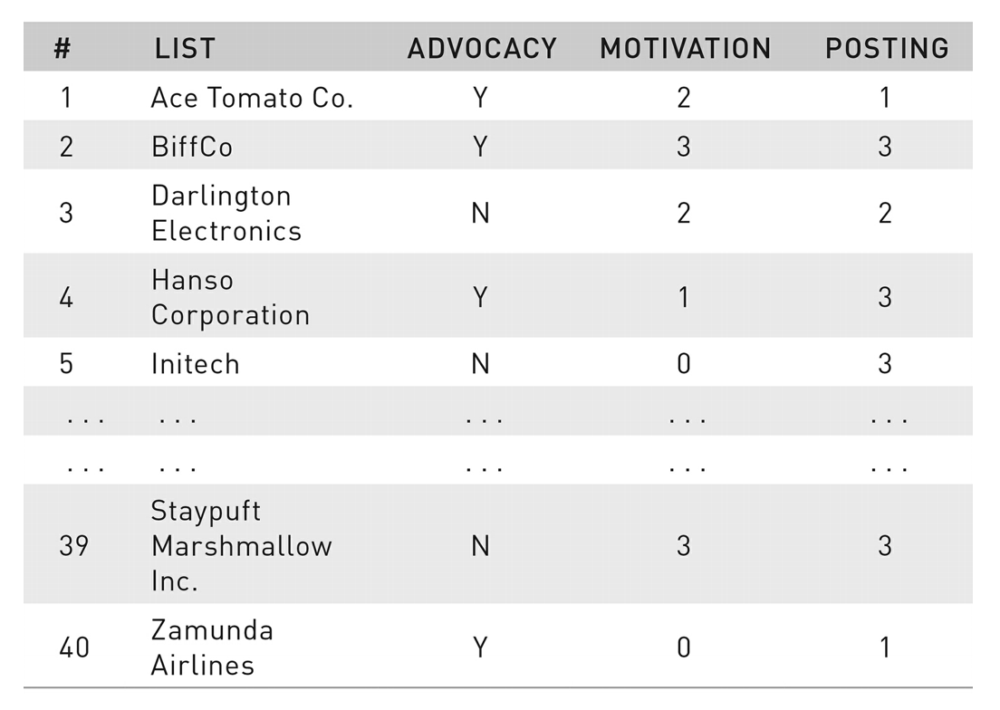 # LIST ADVOCACY MOTIVATION POSTING
1 Ace Tomato Co. Y 2 1
2 BiffCo Y 3 3
3 Darlington Electronics N 2 2
4 Hanso Corporation Y 1 3
5 Initech N 0 3
... ... ... ... ...
... ... ... ... ...
39 Staypuft Marshmallow Inc. N 3 3
40 Zamunda Airlines Y 0 1